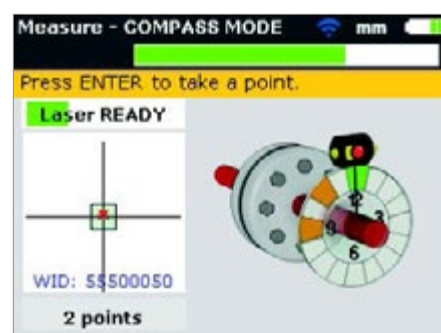 Measure - COMPASS MODE mm
Press ENTER to take a point.
Laser READY
12
3
9
6
WID: 55500050
2 points